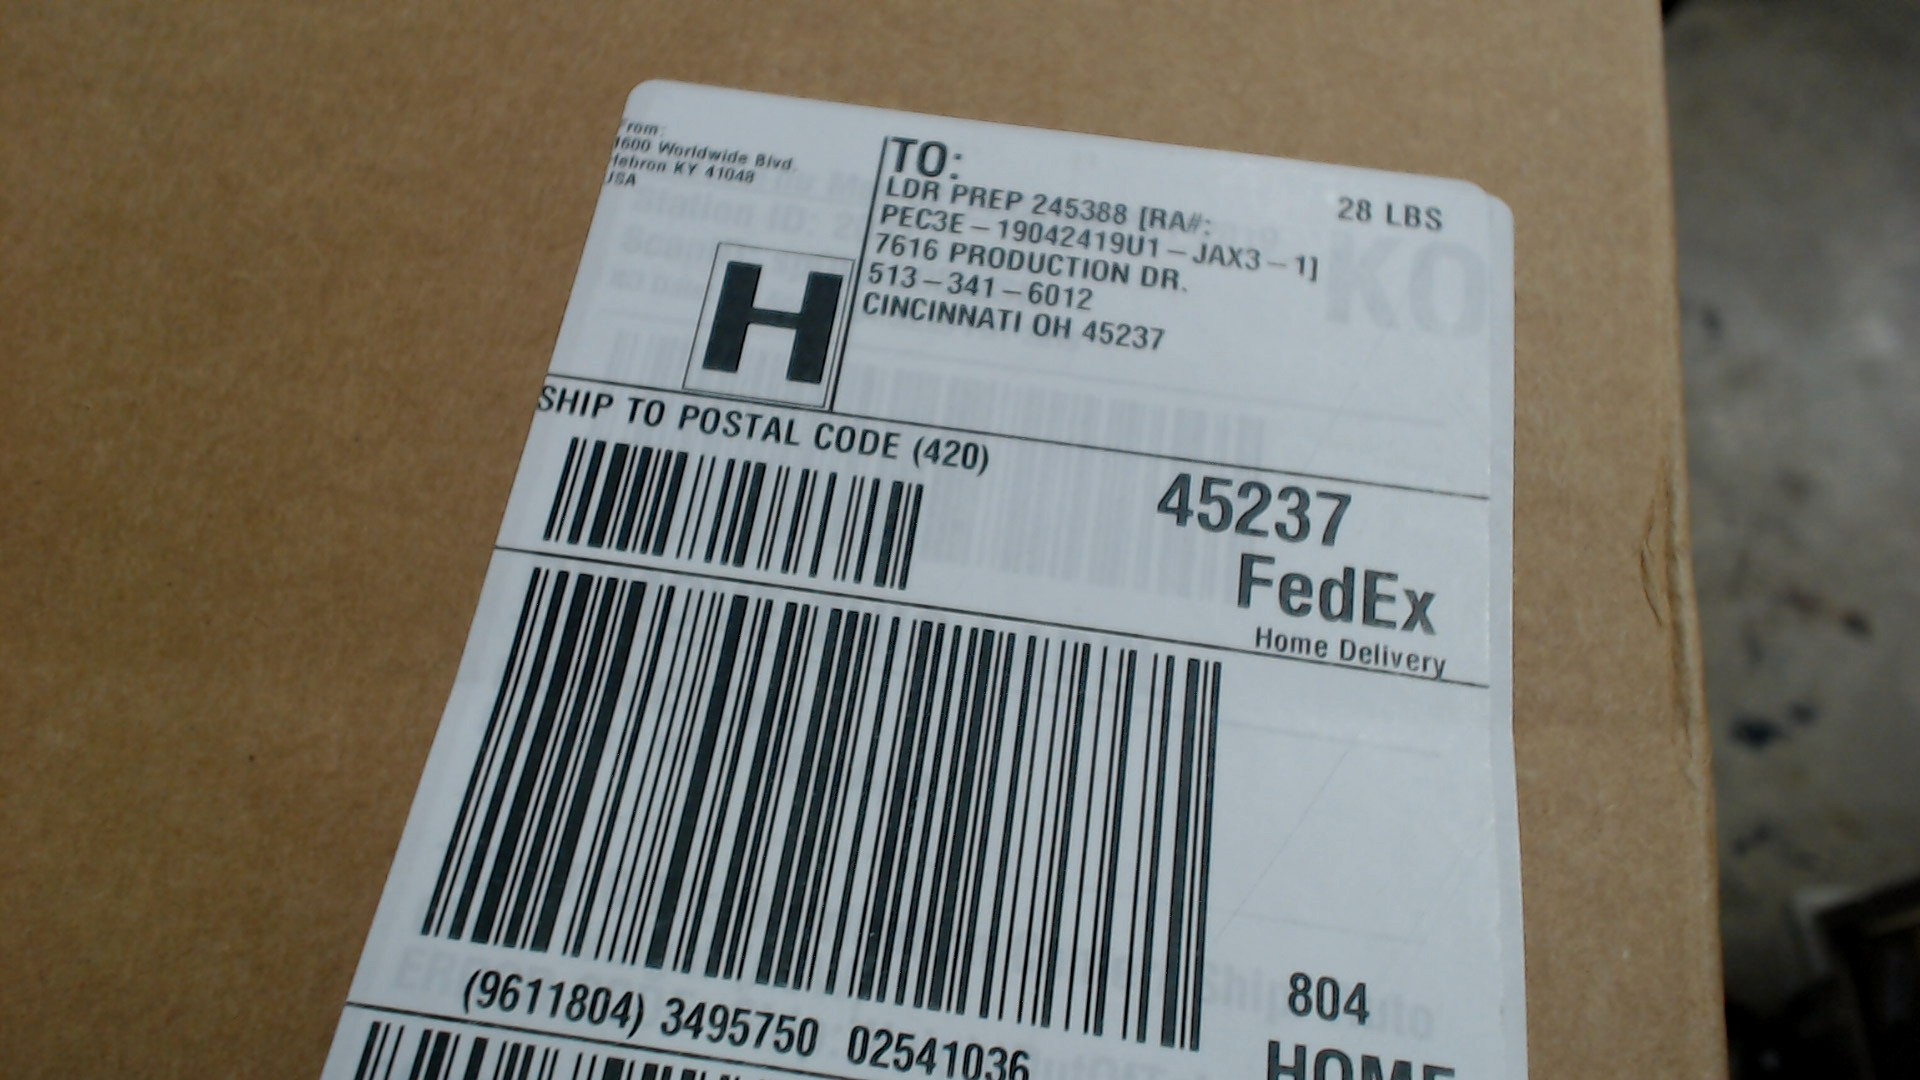 From:
1600 Worldwide Blvd.
Hebron KY 41048
USA
TO:
LDR PREP 245388 [RA#:
PEC3E-19042419U1-JAX3-1]
7616 PRODUCTION DR.
513-341-6012
CINCINNATI OH 45237
28 LBS
KO
H
SHIP TO POSTAL CODE (420)
45237
FedEx
Home Delivery
(9611804) 3495750 02541036
804
HOME